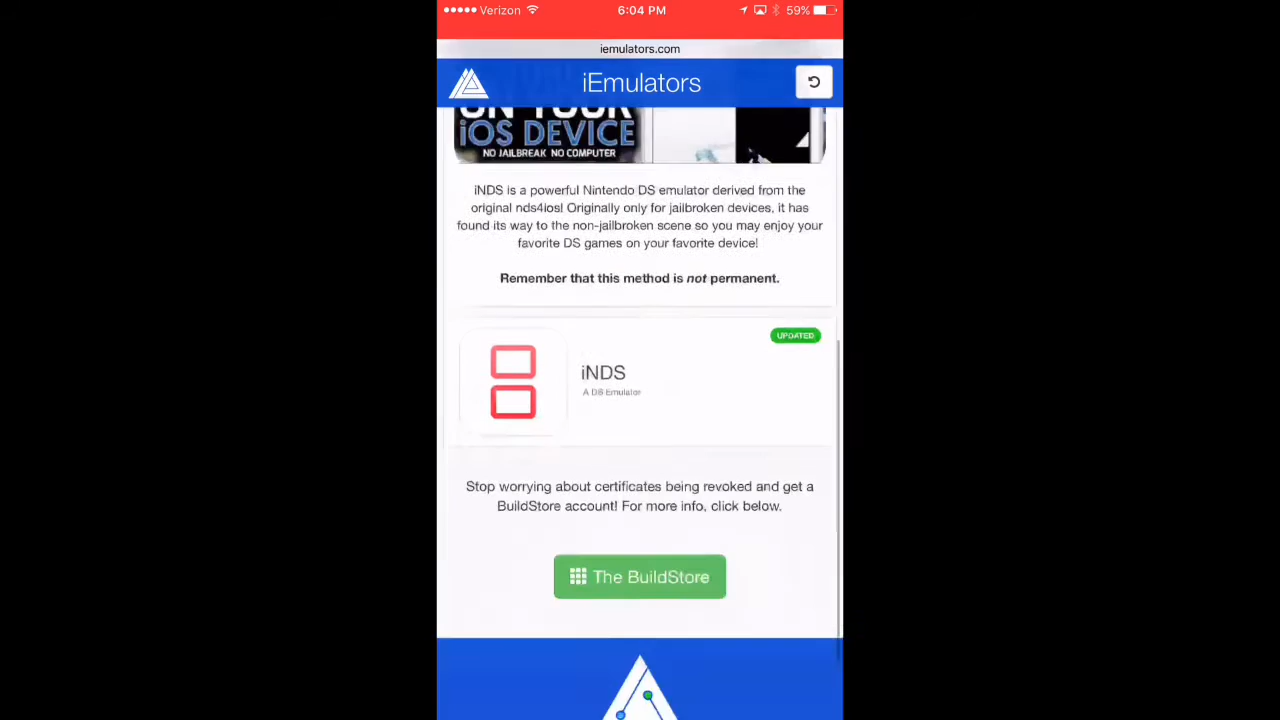 Verizon 6:04 PM 59%
iemulators.com
iEmulators
ON YOUR
iOS DEVICE
NO JAILBREAK NO COMPUTER
iNDS is a powerful Nintendo DS emulator derived from the
original nds4ios! Originally only for jailbroken devices, it has
found its way to the non-jailbroken scene so you may enjoy your
favorite DS games on your favorite device!
Remember that this method is not permanent.
UPDATED
iNDS
A DS Emulator
Stop worrying about certificates being revoked and get a
BuildStore account! For more info, click below.
The BuildStore